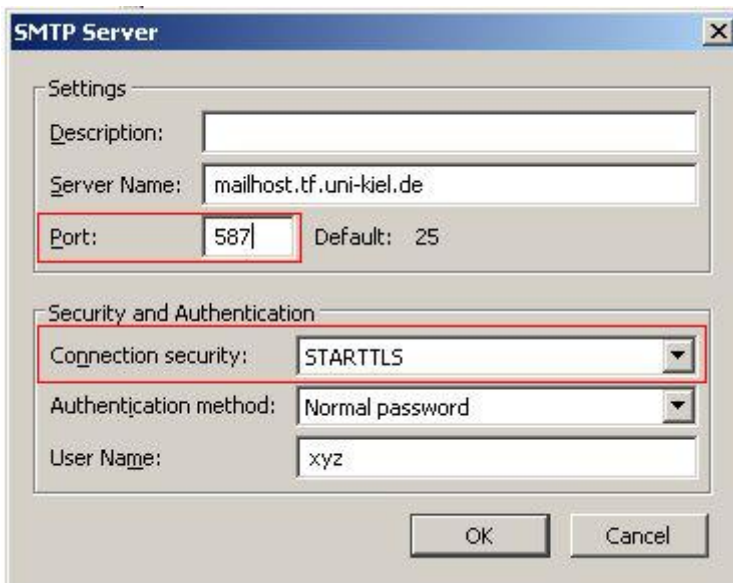 SMTP Server
Settings
Description:
Server Name: mailhost.tf.uni-kiel.de
Port: 587 Default: 25
Security and Authentication
Connection security: STARTTLS
Authentication method: Normal password
User Name: xyz
OK Cancel